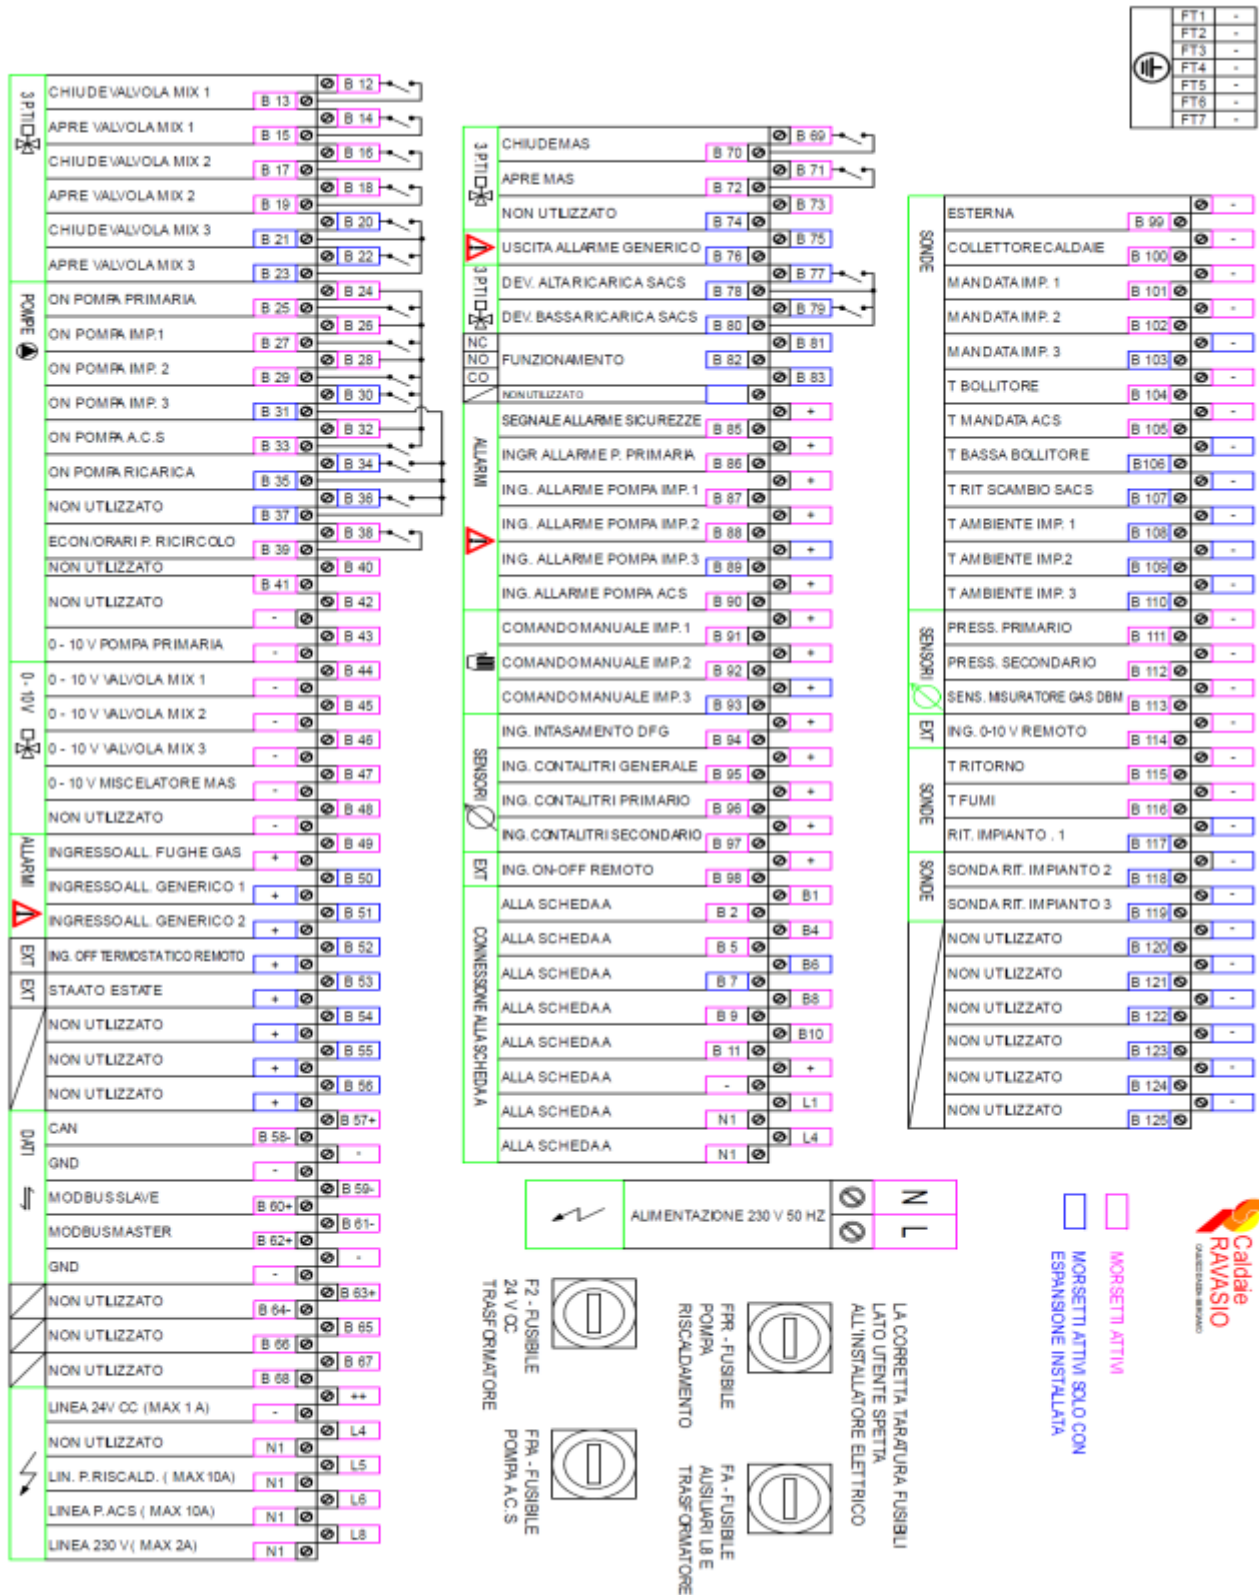 FT1 -
FT2 -
FT3 -
FT4 -
FT5 -
FT6 -
FT7 -
3 P.TI
CHIUDE VALVOLA MIX 1 B 13 B 12
APRE VALVOLA MIX 1 B 15 B 14
CHIUDE VALVOLA MIX 2 B 17 B 16
APRE VALVOLA MIX 2 B 19 B 18
CHIUDE VALVOLA MIX 3 B 21 B 20
APRE VALVOLA MIX 3 B 23 B 22
POMPE
ON POMPA PRIMARIA B 25 B 24
ON POMPA IMP.1 B 27 B 26
ON POMPA IMP. 2 B 29 B 28
ON POMPA IMP. 3 B 31 B 30
ON POMPA A.C.S B 33 B 32
ON POMPA RICARICA B 35 B 34
NON UTLIZZATO B 37 B 36
ECON/ORARI P. RICIRCOLO B 39 B 38
NON UTLIZZATO B 41 B 40
NON UTLIZZATO - B 42
0 - 10 V POMPA PRIMARIA - B 43
0 - 10V
0 - 10 V VALVOLA MIX 1 - B 44
0 - 10 V VALVOLA MIX 2 - B 45
0 - 10 V VALVOLA MIX 3 - B 46
0 - 10 V MISCELATORE MAS - B 47
NON UTLIZZATO - B 48
ALLARMI
INGRESSO ALL. FUGHE GAS + B 49
INGRESSO ALL. GENERICO 1 + B 50
INGRESSO ALL. GENERICO 2 + B 51
EXT
ING. OFF TERMOSTATICO REMOTO + B 52
EXT
STAATO ESTATE + B 53
NON UTLIZZATO + B 54
NON UTLIZZATO + B 55
NON UTLIZZATO + B 56
DATI
CAN B 58- B 57+
GND - -
MODBUS SLAVE B 60+ B 59-
MODBUS MASTER B 62+ B 61-
GND - -
NON UTLIZZATO B 64- B 63+
NON UTLIZZATO B 66 B 65
NON UTLIZZATO B 68 B 67
LINEA 24V CC (MAX 1 A) - ++
NON UTLIZZATO N1 L4
LIN. P.RISCALD. ( MAX 10A) N1 L5
LINEA P. ACS ( MAX 10A) N1 L6
LINEA 230 V ( MAX 2A) N1 L8
3 P.TI
CHIUDE MAS B 70 B 69
APRE MAS B 72 B 71
NON UTLIZZATO B 74 B 73
USCITA ALLARME GENERICO B 76 B 75
3 P.TI
DEV. ALTA RICARICA SACS B 78 B 77
DEV. BASSA RICARICA SACS B 80 B 79
NC
NO
CO
FUNZIONAMENTO B 82 B 81
B 83
NON UTILIZZATO
ALLARMI
SEGNALE ALLARME SICUREZZE B 85 +
INGR ALLARME P. PRIMARIA B 86 +
ING. ALLARME POMPA IMP.1 B 87 +
ING. ALLARME POMPA IMP.2 B 88 +
ING. ALLARME POMPA IMP.3 B 89 +
ING. ALLARME POMPA ACS B 90 +
COMANDO MANUALE IMP.1 B 91 +
COMANDO MANUALE IMP.2 B 92 +
COMANDO MANUALE IMP.3 B 93 +
SENSORI
ING. INTASAMENTO DFG B 94 +
ING. CONTALITRI GENERALE B 95 +
ING. CONTALITRI PRIMARIO B 96 +
ING. CONTALITRI SECONDARIO B 97 +
EXT
ING. ON-OFF REMOTO B 98 +
CONNESSIONE ALLA SCHEDA A
ALLA SCHEDA A B 2 B1
ALLA SCHEDA A B 5 B4
ALLA SCHEDA A B 7 B6
ALLA SCHEDA A B 9 B8
ALLA SCHEDA A B 11 B10
ALLA SCHEDA A - +
ALLA SCHEDA A N1 L1
ALLA SCHEDA A N1 L4
SONDE
ESTERNA B 99 -
COLLETTORE CALDAIE B 100 -
MANDATA IMP. 1 B 101 -
MANDATA IMP. 2 B 102 -
MANDATA IMP. 3 B 103 -
T BOLLITORE B 104 -
T MANDATA ACS B 105 -
T BASSA BOLLITORE B106 -
T RIT SCAMBIO SACS B 107 -
T AMBIENTE IMP. 1 B 108 -
T AMBIENTE IMP.2 B 109 -
T AMBIENTE IMP. 3 B 110 -
SENSORI
PRESS. PRIMARIO B 111 -
PRESS. SECONDARIO B 112 -
SENS. MISURATORE GAS DBM B 113 -
EXT
ING. 0-10 V REMOTO B 114 -
SONDE
T RITORNO B 115 -
T FUMI B 116 -
RIT. IMPIANTO . 1 B 117 -
SONDE
SONDA RIT. IMPIANTO 2 B 118 -
SONDA RIT. IMPIANTO 3 B 119 -
NON UTLIZZATO B 120 -
NON UTLIZZATO B 121 -
NON UTLIZZATO B 122 -
NON UTLIZZATO B 123 -
NON UTLIZZATO B 124 -
NON UTLIZZATO B 125 -
ALIMENTAZIONE 230 V 50 HZ
N
L
F2 - FUSIBILE
24 V CC
TRASFORMATORE
FPR - FUSIBILE
POMPA
RISCALDAMENTO
FPA - FUSIBILE
POMPA A.C.S
FA - FUSIBILE
AUSILIARI L8 E
TRASFORMATORE
LA CORRETTA TARATURA FUSIBILI
LATO UTENTE SPETTA
ALL'INSTALLATORE ELETTRICO
MORSETTI ATTIVI
MORSETTI ATTIVI SOLO CON
ESPANSIONE INSTALLATA
Caldaie
RAVASIO